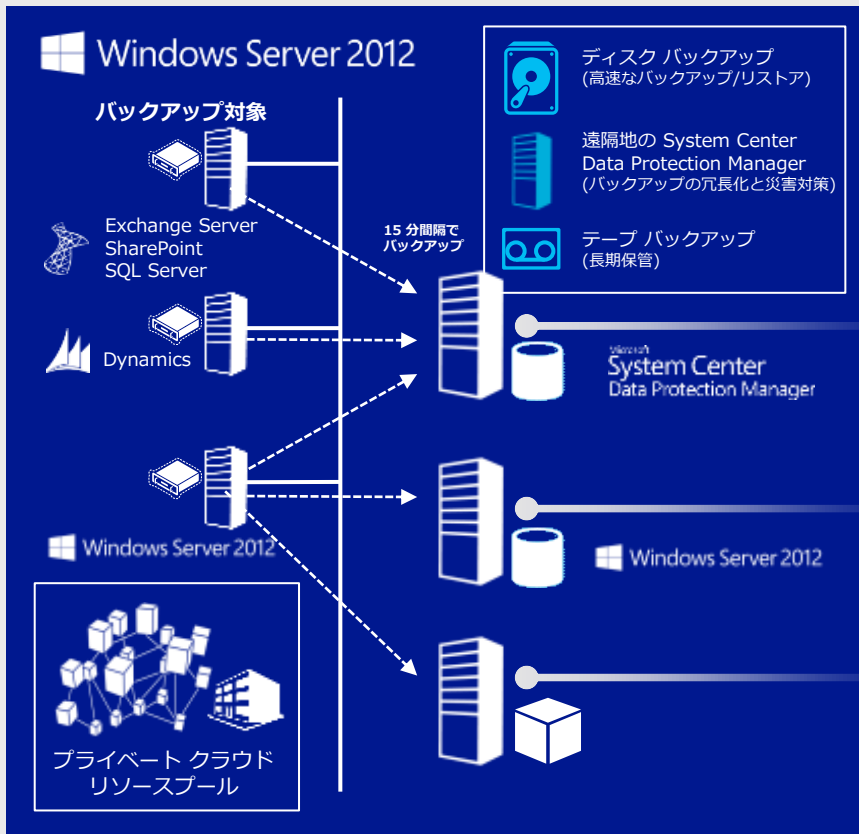 Windows Server 2012
バックアップ対象
Exchange Server
SharePoint
SQL Server
Dynamics
Windows Server 2012
プライベート クラウド
リソースプール
15 分間隔で
バックアップ
ディスク バックアップ
(高速なバックアップ/リストア)
遠隔地の System Center
Data Protection Manager
(バックアップの冗長化と災害対策)
テープ バックアップ
(長期保管)
Microsoft
System Center
Data Protection Manager
Windows Server 2012